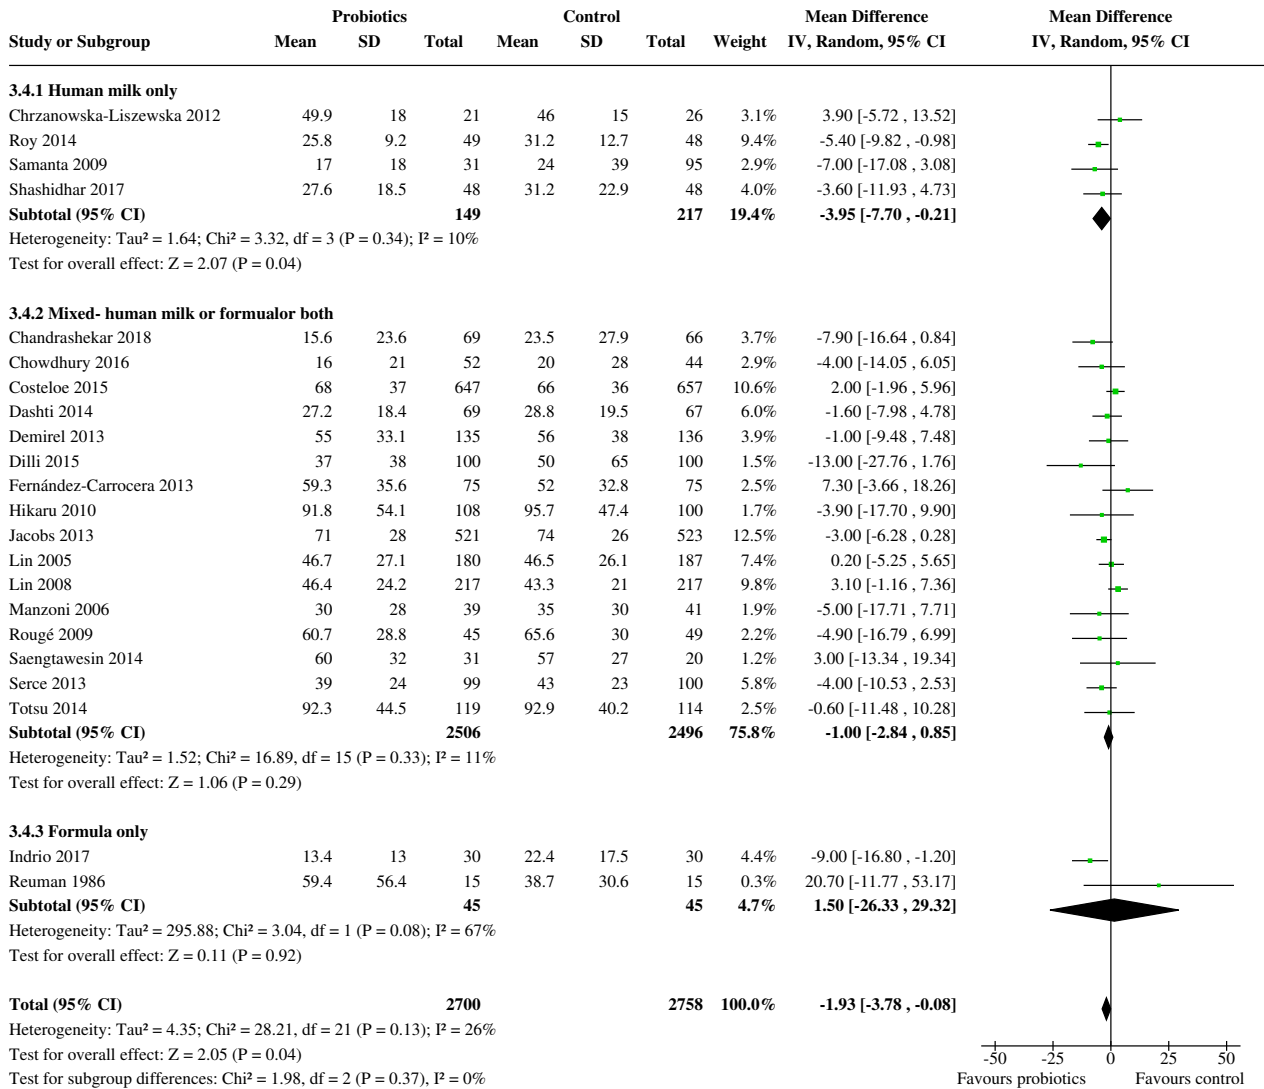 Probiotics Control Mean Difference Mean Difference
Study or Subgroup Mean SD Total Mean SD Total Weight IV, Random, 95% CI IV, Random, 95% CI
3.4.1 Human milk only
Chrzanowska-Liszewska 2012 49.9 18 21 46 15 26 3.1% 3.90 [-5.72 , 13.52]
Roy 2014 25.8 9.2 49 31.2 12.7 48 9.4% -5.40 [-9.82 , -0.98]
Samanta 2009 17 18 31 24 39 95 2.9% -7.00 [-17.08 , 3.08]
Shashidhar 2017 27.6 18.5 48 31.2 22.9 48 4.0% -3.60 [-11.93 , 4.73]
Subtotal (95% CI) 149 217 19.4% -3.95 [-7.70 , -0.21]
Heterogeneity: Tau² = 1.64; Chi² = 3.32, df = 3 (P = 0.34); I² = 10%
Test for overall effect: Z = 2.07 (P = 0.04)
3.4.2 Mixed- human milk or formualor both
Chandrashekar 2018 15.6 23.6 69 23.5 27.9 66 3.7% -7.90 [-16.64 , 0.84]
Chowdhury 2016 16 21 52 20 28 44 2.9% -4.00 [-14.05 , 6.05]
Costeloe 2015 68 37 647 66 36 657 10.6% 2.00 [-1.96 , 5.96]
Dashti 2014 27.2 18.4 69 28.8 19.5 67 6.0% -1.60 [-7.98 , 4.78]
Demirel 2013 55 33.1 135 56 38 136 3.9% -1.00 [-9.48 , 7.48]
Dilli 2015 37 38 100 50 65 100 1.5% -13.00 [-27.76 , 1.76]
Fernández-Carrocera 2013 59.3 35.6 75 52 32.8 75 2.5% 7.30 [-3.66 , 18.26]
Hikaru 2010 91.8 54.1 108 95.7 47.4 100 1.7% -3.90 [-17.70 , 9.90]
Jacobs 2013 71 28 521 74 26 523 12.5% -3.00 [-6.28 , 0.28]
Lin 2005 46.7 27.1 180 46.5 26.1 187 7.4% 0.20 [-5.25 , 5.65]
Lin 2008 46.4 24.2 217 43.3 21 217 9.8% 3.10 [-1.16 , 7.36]
Manzoni 2006 30 28 39 35 30 41 1.9% -5.00 [-17.71 , 7.71]
Rougé 2009 60.7 28.8 45 65.6 30 49 2.2% -4.90 [-16.79 , 6.99]
Saengtawesin 2014 60 32 31 57 27 20 1.2% 3.00 [-13.34 , 19.34]
Serce 2013 39 24 99 43 23 100 5.8% -4.00 [-10.53 , 2.53]
Totsu 2014 92.3 44.5 119 92.9 40.2 114 2.5% -0.60 [-11.48 , 10.28]
Subtotal (95% CI) 2506 2496 75.8% -1.00 [-2.84 , 0.85]
Heterogeneity: Tau² = 1.52; Chi² = 16.89, df = 15 (P = 0.33); I² = 11%
Test for overall effect: Z = 1.06 (P = 0.29)
3.4.3 Formula only
Indrio 2017 13.4 13 30 22.4 17.5 30 4.4% -9.00 [-16.80 , -1.20]
Reuman 1986 59.4 56.4 15 38.7 30.6 15 0.3% 20.70 [-11.77 , 53.17]
Subtotal (95% CI) 45 45 4.7% 1.50 [-26.33 , 29.32]
Heterogeneity: Tau² = 295.88; Chi² = 3.04, df = 1 (P = 0.08); I² = 67%
Test for overall effect: Z = 0.11 (P = 0.92)
Total (95% CI) 2700 2758 100.0% -1.93 [-3.78 , -0.08]
Heterogeneity: Tau² = 4.35; Chi² = 28.21, df = 21 (P = 0.13); I² = 26%
Test for overall effect: Z = 2.05 (P = 0.04) -50 -25 0 25 50
Test for subgroup differences: Chi² = 1.98, df = 2 (P = 0.37), I² = 0% Favours probiotics Favours control